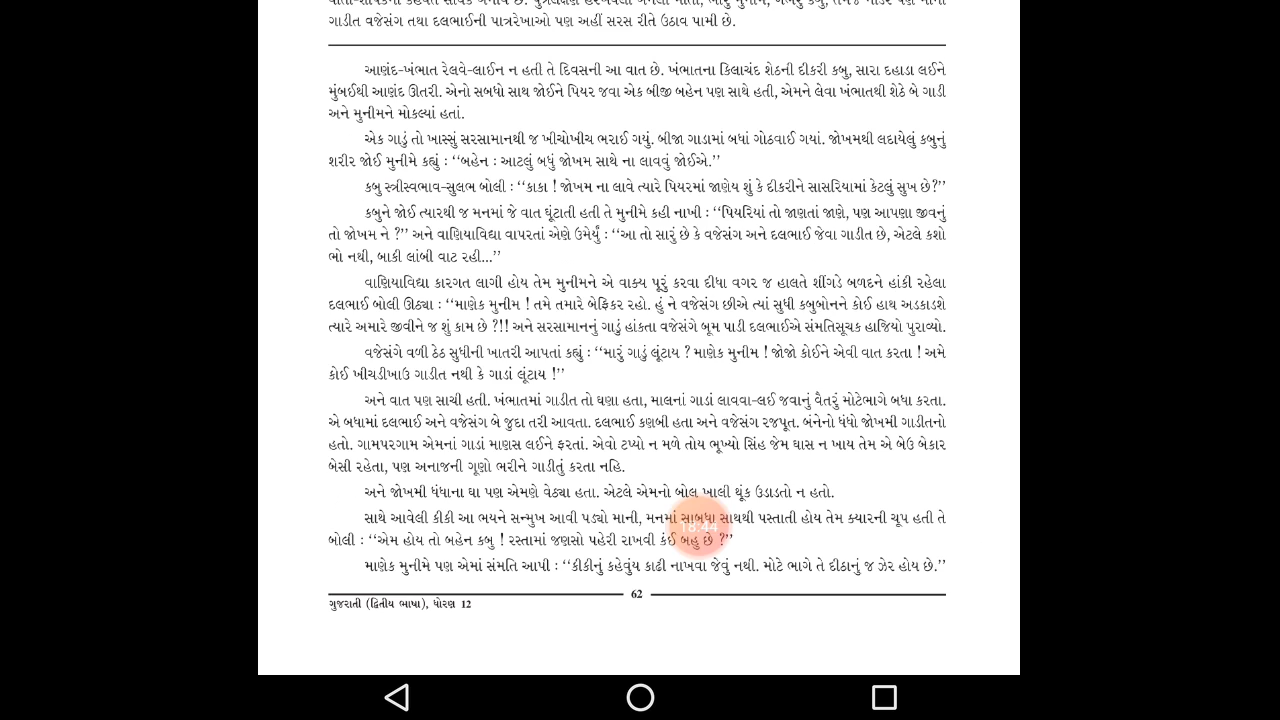 ગાડીત વજેસંગ તથા દલભાઈની પાત્રરેખાઓ પણ અહીં સરસ રીતે ઉઠાવ પામી છે.
આણંદ-ખંભાત રેલવે-લાઈન ન હતી તે દિવસની આ વાત છે. ખંભાતના કિલાચંદ શેઠની દીકરી કબુ, સારા દહાડા લઈને
મુંબઈથી આણંદ ઊતરી. એનો સબધો સાથ જોઈને પિયર જવા એક બીજી બહેન પણ સાથે હતી, એમને લેવા ખંભાતથી શેઠે બે ગાડી
અને મુનીમને મોકલ્યાં હતાં.
એક ગાડું તો ખાસ્સું સરસામાનથી જ ખીચોખીચ ભરાઈ ગયું. બીજા ગાડામાં બધાં ગોઠવાઈ ગયાં. જોખમથી લદાયેલું કબુનું
શરીર જોઈ મુનીમે કહ્યું : ‘‘બહેન : આટલું બધું જોખમ સાથે ના લાવવું જોઈએ.’’
કબુ સ્ત્રીસ્વભાવ-સુલભ બોલી : ‘‘કાકા ! જોખમ ના લાવે ત્યારે પિયરમાં જાણેય શું કે દીકરીને સાસરિયામાં કેટલું સુખ છે?’’
કબુને જોઈ ત્યારથી જ મનમાં જે વાત ઘૂંટાતી હતી તે મુનીમે કહી નાખી : ‘‘પિયરિયાં તો જાણતાં જાણે, પણ આપણા જીવનું
તો જોખમ ને ?’’ અને વાણિયાવિદ્યા વાપરતાં એણે ઉમેર્યું : ‘‘આ તો સારું છે કે વજેસંગ અને દલભાઈ જેવા ગાડીત છે, એટલે કશો
ભો નથી, બાકી લાંબી વાટ રહી...’’
વાણિયાવિદ્યા કારગત લાગી હોય તેમ મુનીમને એ વાક્ય પૂરું કરવા દીધા વગર જ હાલતે શીંગડે બળદને હાંકી રહેલા
દલભાઈ બોલી ઊઠ્યા : ‘‘માણેક મુનીમ ! તમે તમારે બેફિકર રહો. હું ને વજેસંગ છીએ ત્યાં સુધી કબુબોનને કોઈ હાથ અડકાડશે
ત્યારે અમારે જીવીને જ શું કામ છે ?!! અને સરસામાનનું ગાડું હાંકતા વજેસંગે બૂમ પાડી દલભાઈએ સંમતિસૂચક હાજિયો પુરાવ્યો.
વજેસંગે વળી ઠેઠ સુધીની ખાતરી આપતાં કહ્યું : ‘‘મારું ગાડું લૂંટાય ? માણેક મુનીમ ! જોજો કોઈને એવી વાત કરતા ! અમે
કોઈ ખીચડીખાઉ ગાડીત નથી કે ગાડાં લૂંટાય !’’
અને વાત પણ સાચી હતી. ખંભાતમાં ગાડીત તો ઘણા હતા, માલનાં ગાડાં લાવવા-લઈ જવાનું વૈતરું મોટેભાગે બધા કરતા.
એ બધામાં દલભાઈ અને વજેસંગ બે જુદા તરી આવતા. દલભાઈ કણબી હતા અને વજેસંગ રજપૂત. બંનેનો ધંધો જોખમી ગાડીતનો
હતો. ગામપરગામ એમનાં ગાડાં માણસ લઈને ફરતાં. એવો ટપ્પો ન મળે તોય ભૂખ્યો સિંહ જેમ ઘાસ ન ખાય તેમ એ બેઉ બેકાર
બેસી રહેતા, પણ અનાજની ગૂણો ભરીને ગાડીતું કરતા નહિ.
અને જોખમી ધંધાના ઘા પણ એમણે વેઠ્યા હતા. એટલે એમનો બોલ ખાલી થૂંક ઉડાડતો ન હતો.
સાથે આવેલી કીકી આ ભયને સન્મુખ આવી પડ્યો માની, મનમાં સાબધા સાથથી પસ્તાતી હોય તેમ ક્યારની ચૂપ હતી તે
બોલી : ‘‘એમ હોય તો બહેન કબુ ! રસ્તામાં જણસો પહેરી રાખવી કંઈ બહુ છે ?’’
18:44
માણેક મુનીમે પણ એમાં સંમતિ આપી : ‘‘કીકીનું કહેવુંય કાઢી નાખવા જેવું નથી. મોટે ભાગે તે દીઠાનું જ ઝેર હોય છે.’’
62
ગુજરાતી (દ્વિતીય ભાષા), ધોરણ 12